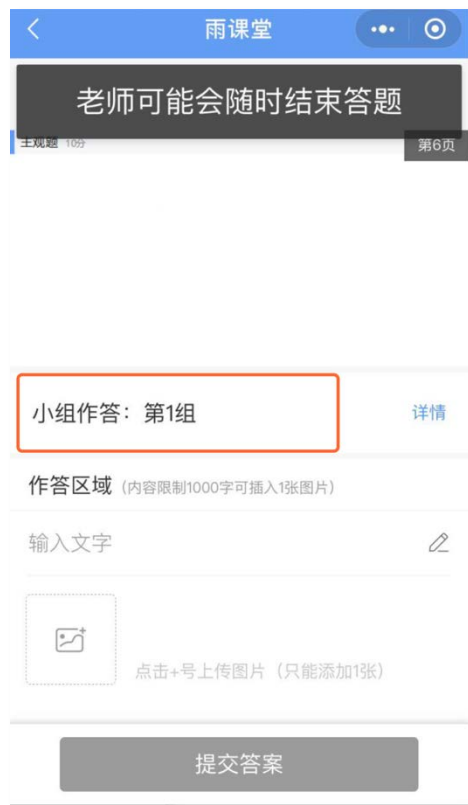 雨课堂
老师可能会随时结束答题
主观题 10分
第6页
小组作答：第1组
详情
作答区域（内容限制1000字可插入1张图片）
输入文字
点击+号上传图片（只能添加1张）
提交答案